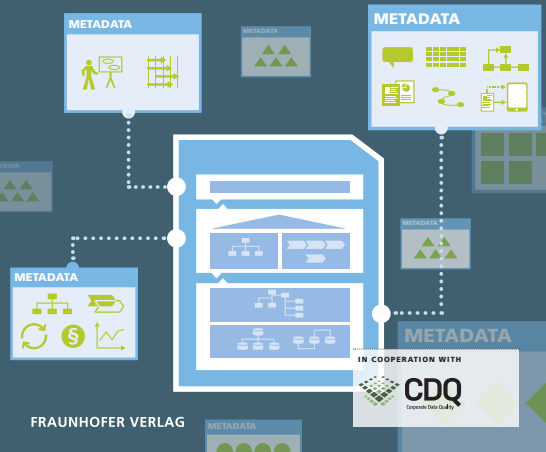 METADATA
METADATA
METADATA
METADATA
METADATA
METADATA
METADATA
IN COOPERATION WITH
§
CDQ
Corporate Data Quality
FRAUNHOFER VERLAG
METADATA